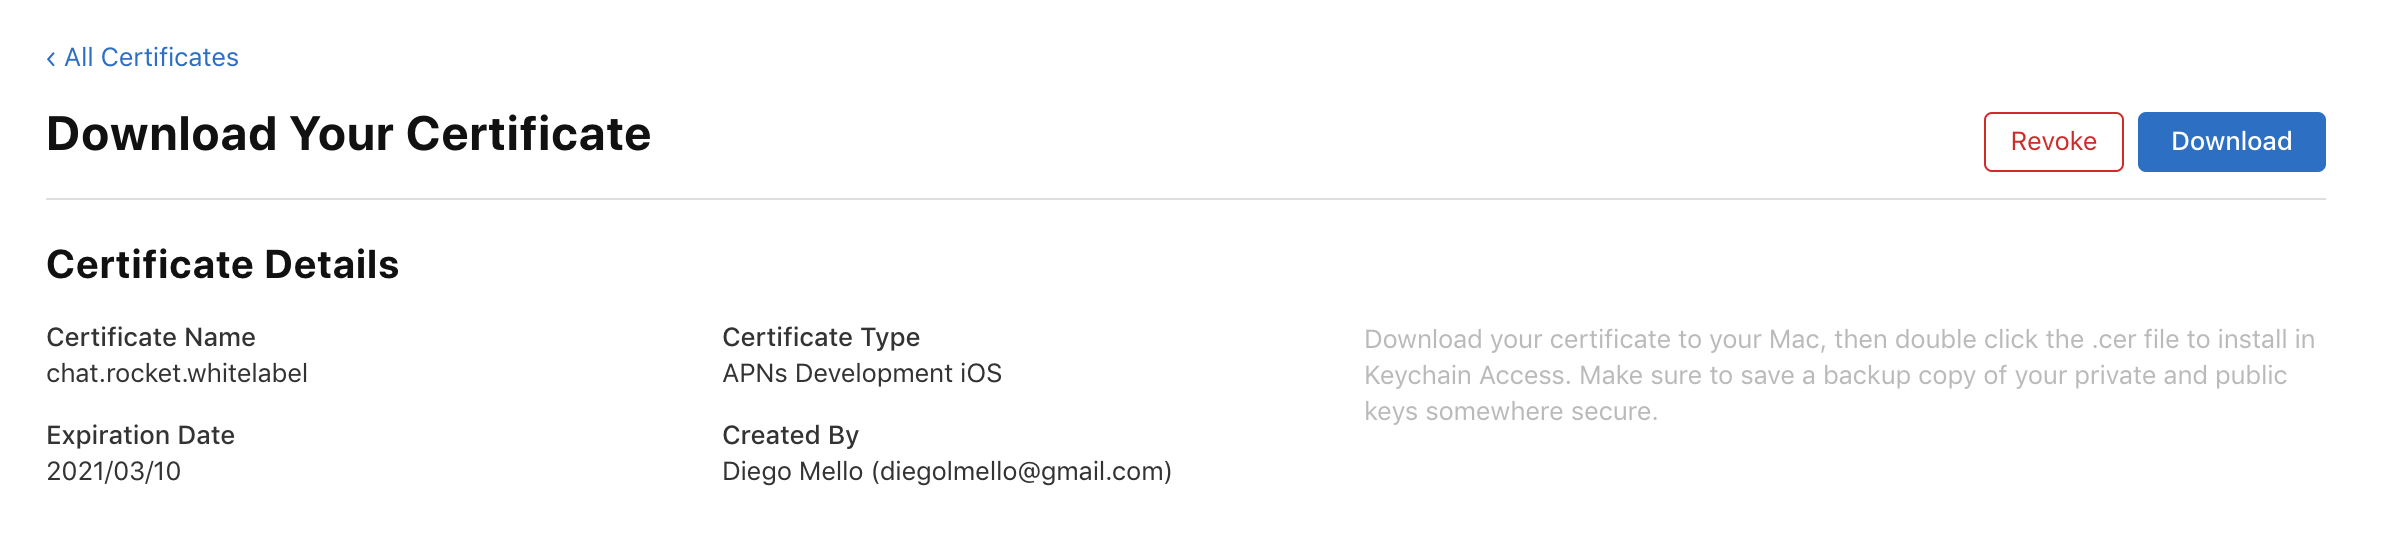 ‹ All Certificates
Download Your Certificate
Revoke
Download
Certificate Details
Certificate Name
chat.rocket.whitelabel
Certificate Type
APNs Development iOS
Download your certificate to your Mac, then double click the .cer file to install in
Keychain Access. Make sure to save a backup copy of your private and public
keys somewhere secure.
Expiration Date
2021/03/10
Created By
Diego Mello (diegolmello@gmail.com)